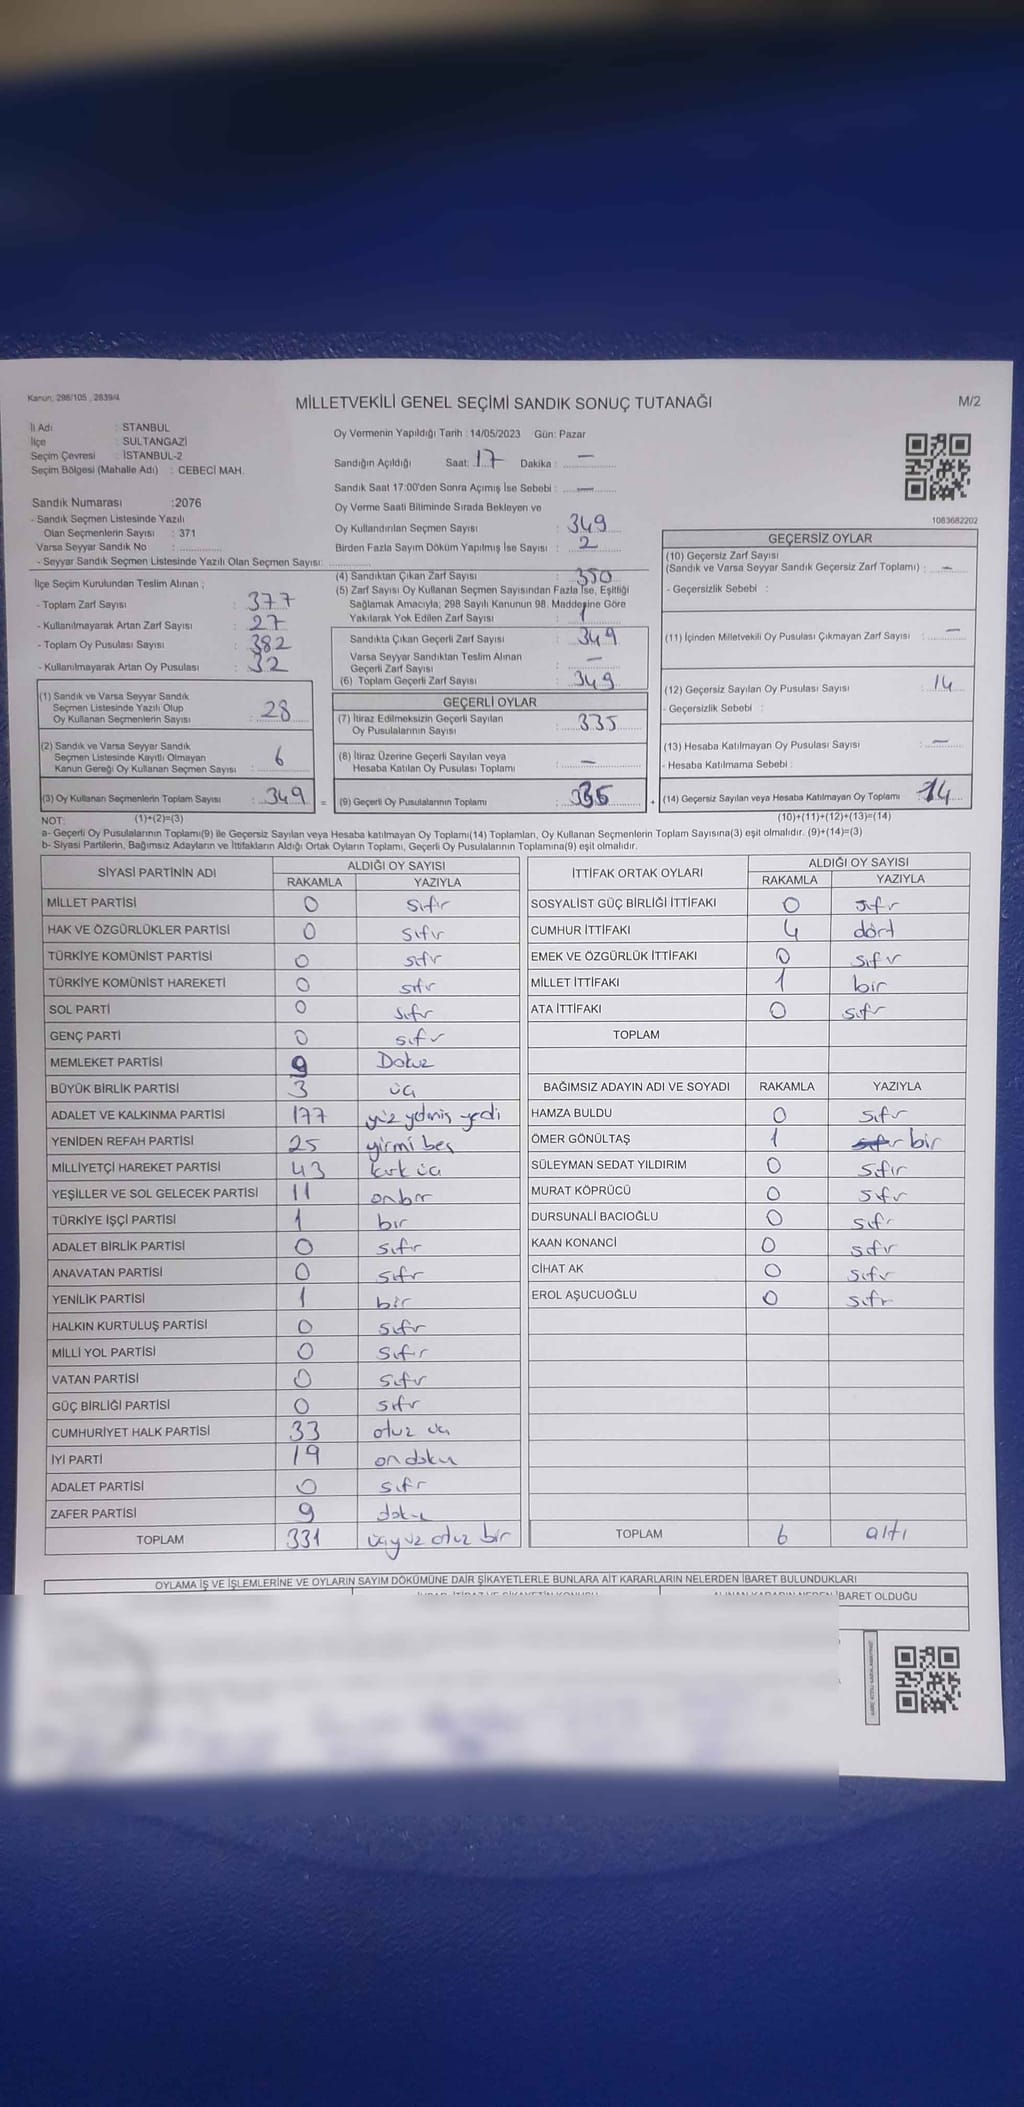 Kanun: 298/105 , 2839/4
MİLLETVEKİLİ GENEL SEÇİMİ SANDIK SONUÇ TUTANAĞI
M/2
İl Adı : STANBUL
İlçe : SULTANGAZİ
Seçim Çevresi : İSTANBUL-2
Seçim Bölgesi (Mahalle Adı) : CEBECİ MAH.
Sandık Numarası :2076
- Sandık Seçmen Listesinde Yazılı
Olan Seçmenlerin Sayısı : 371
Varsa Seyyar Sandık No :
- Seyyar Sandık Seçmen Listesinde Yazılı Olan Seçmen Sayısı:
Oy Vermenin Yapıldığı Tarih : 14/05/2023 Gün: Pazar
Sandığın Açıldığı Saat: 17 Dakika : —
Sandık Saat 17:00'den Sonra Açımış İse Sebebi : —
Oy Verme Saati Bitiminde Sırada Bekleyen ve
Oy Kullandırılan Seçmen Sayısı : 349
Birden Fazla Sayım Döküm Yapılmış İse Sayısı : 2
1083682202
İlçe Seçim Kurulundan Teslim Alınan ;
- Toplam Zarf Sayısı : 377
- Kullanılmayarak Artan Zarf Sayısı : 27
- Toplam Oy Pusulası Sayısı : 382
- Kullanılmayarak Artan Oy Pusulası : 32
(4) Sandıktan Çıkan Zarf Sayısı : 350
(5) Zarf Sayısı Oy Kullanan Seçmen Sayısından Fazla İse, Eşitliği
Sağlamak Amacıyla, 298 Sayılı Kanunun 98. Maddesine Göre
Yakılarak Yok Edilen Zarf Sayısı : 1
Sandıkta Çıkan Geçerli Zarf Sayısı : 349
Varsa Seyyar Sandıktan Teslim Alınan
Geçerli Zarf Sayısı : —
(6) Toplam Geçerli Zarf Sayısı : 349
GEÇERSİZ OYLAR
(10) Geçersiz Zarf Sayısı
(Sandık ve Varsa Seyyar Sandık Geçersiz Zarf Toplamı) : —
- Geçersizlik Sebebi :
(11) İçinden Milletvekili Oy Pusulası Çıkmayan Zarf Sayısı : —
(12) Geçersiz Sayılan Oy Pusulası Sayısı : 14
- Geçersizlik Sebebi :
(13) Hesaba Katılmayan Oy Pusulası Sayısı : —
- Hesaba Katılmama Sebebi :
(1) Sandık ve Varsa Seyyar Sandık
Seçmen Listesinde Yazılı Olup
Oy Kullanan Seçmenlerin Sayısı : 28
(2) Sandık ve Varsa Seyyar Sandık
Seçmen Listesinde Kayıtlı Olmayan
Kanun Gereği Oy Kullanan Seçmen Sayısı : 6
GEÇERLİ OYLAR
(7) İtiraz Edilmeksizin Geçerli Sayılan
Oy Pusulalarının Sayısı : 335
(8) İtiraz Üzerine Geçerli Sayılan veya
Hesaba Katılan Oy Pusulası Toplamı : —
(3) Oy Kullanan Seçmenlerin Toplam Sayısı : 349 = (9) Geçerli Oy Pusulalarının Toplamı : 335 + (14) Geçersiz Sayılan veya Hesaba Katılmayan Oy Toplamı : 14
NOT: (1)+(2)=(3) (10)+(11)+(12)+(13)=(14)
a- Geçerli Oy Pusulalarının Toplamı(9) ile Geçersiz Sayılan veya Hesaba katılmayan Oy Toplamı(14) Toplamları, Oy Kullanan Seçmenlerin Toplam Sayısına(3) eşit olmalıdır. (9)+(14)=(3)
b- Siyasi Partilerin, Bağımsız Adayların ve İttifakların Aldığı Ortak Oyların Toplamı, Geçerli Oy Pusulalarının Toplamına(9) eşit olmalıdır.
SİYASİ PARTİNİN ADI ALDIĞI OY SAYISI
RAKAMLA YAZIYLA
MİLLET PARTİSİ 0 sıfır
HAK VE ÖZGÜRLÜKLER PARTİSİ 0 sıfır
TÜRKİYE KOMÜNİST PARTİSİ 0 sıfır
TÜRKİYE KOMÜNİST HAREKETİ 0 sıfır
SOL PARTİ 0 sıfır
GENÇ PARTİ 0 sıfır
MEMLEKET PARTİSİ 9 Dokuz
BÜYÜK BİRLİK PARTİSİ 3 üç
ADALET VE KALKINMA PARTİSİ 177 yüz yetmiş yedi
YENİDEN REFAH PARTİSİ 25 yirmi beş
MİLLİYETÇİ HAREKET PARTİSİ 43 kırk üç
YEŞİLLER VE SOL GELECEK PARTİSİ 11 onbir
TÜRKİYE İŞÇİ PARTİSİ 1 bir
ADALET BİRLİK PARTİSİ 0 sıfır
ANAVATAN PARTİSİ 0 sıfır
YENİLİK PARTİSİ 1 bir
HALKIN KURTULUŞ PARTİSİ 0 sıfır
MİLLİ YOL PARTİSİ 0 sıfır
VATAN PARTİSİ 0 sıfır
GÜÇ BİRLİĞİ PARTİSİ 0 sıfır
CUMHURİYET HALK PARTİSİ 33 otuz üç
İYİ PARTİ 19 on doku
ADALET PARTİSİ 0 sıfr
ZAFER PARTİSİ 9 doku
TOPLAM 331 üçyüz otuz bir
İTTİFAK ORTAK OYLARI ALDIĞI OY SAYISI
RAKAMLA YAZIYLA
SOSYALİST GÜÇ BİRLİĞİ İTTİFAKI 0 sıfır
CUMHUR İTTİFAKI 4 dört
EMEK VE ÖZGÜRLÜK İTTİFAKI 0 sıfır
MİLLET İTTİFAKI 1 bir
ATA İTTİFAKI 0 sıfır
TOPLAM
BAĞIMSIZ ADAYIN ADI VE SOYADI RAKAMLA YAZIYLA
HAMZA BULDU 0 sıfır
ÖMER GÖNÜLTAŞ 1 bir
SÜLEYMAN SEDAT YILDIRIM 0 sıfır
MURAT KÖPRÜCÜ 0 sıfır
DURSUNALİ BACIOĞLU 0 sıfır
KAAN KONANCİ 0 sıfır
CİHAT AK 0 sıfır
EROL AŞUCUOĞLU 0 sıfır
TOPLAM 6 altı
OYLAMA İŞ VE İŞLEMLERİNE VE OYLARIN SAYIM DÖKÜMÜNE DAİR ŞİKAYETLERLE BUNLARA AİT KARARLARIN NELERDEN İBARET BULUNDUKLARI
İBARET OLDUĞU